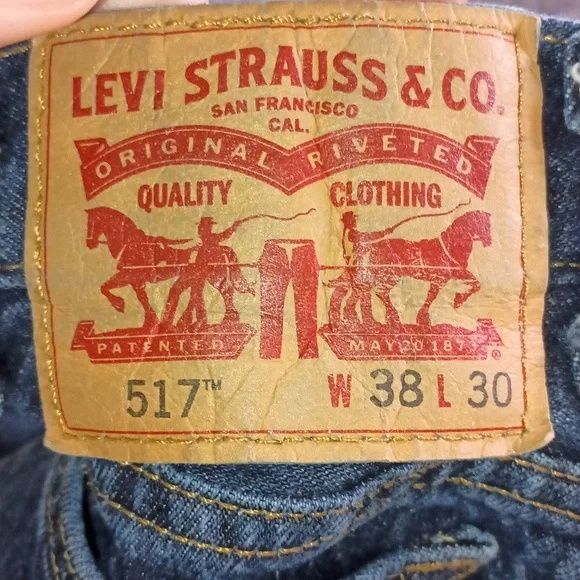 LEVI STRAUSS & CO.
SAN FRANCISCO
CAL.
ORIGINAL RIVETED
QUALITY CLOTHING
PATENTED MAY 20 1873 ®
517™ W 38 L 30